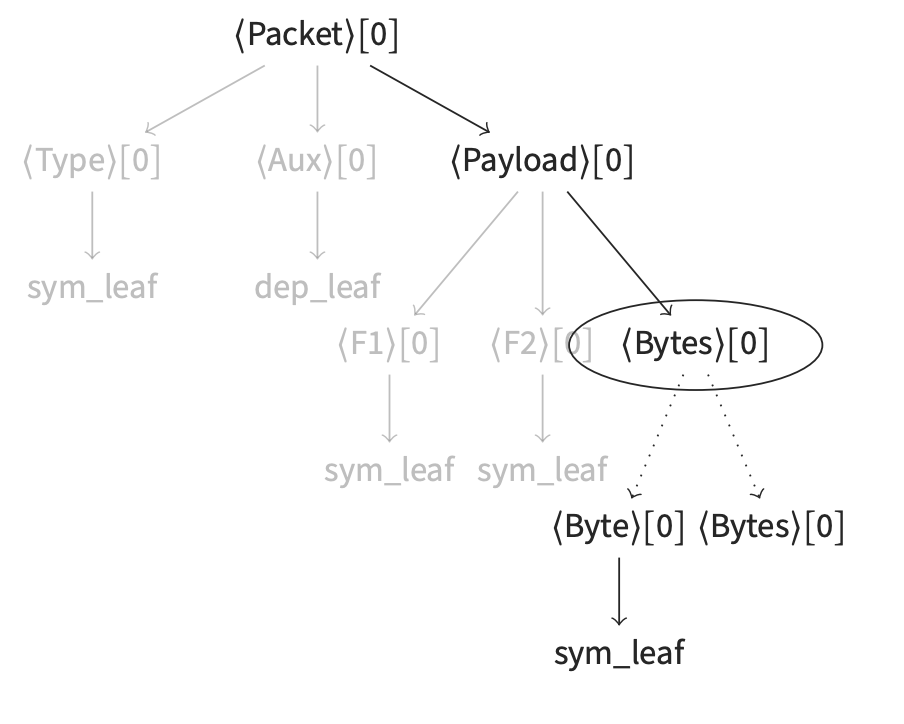 ⟨Packet⟩[0]
⟨Type⟩[0] ⟨Aux⟩[0] ⟨Payload⟩[0]
sym_leaf dep_leaf
⟨F1⟩[0] ⟨F2⟩[0] ⟨Bytes⟩[0]
sym_leaf sym_leaf
⟨Byte⟩[0] ⟨Bytes⟩[0]
sym_leaf